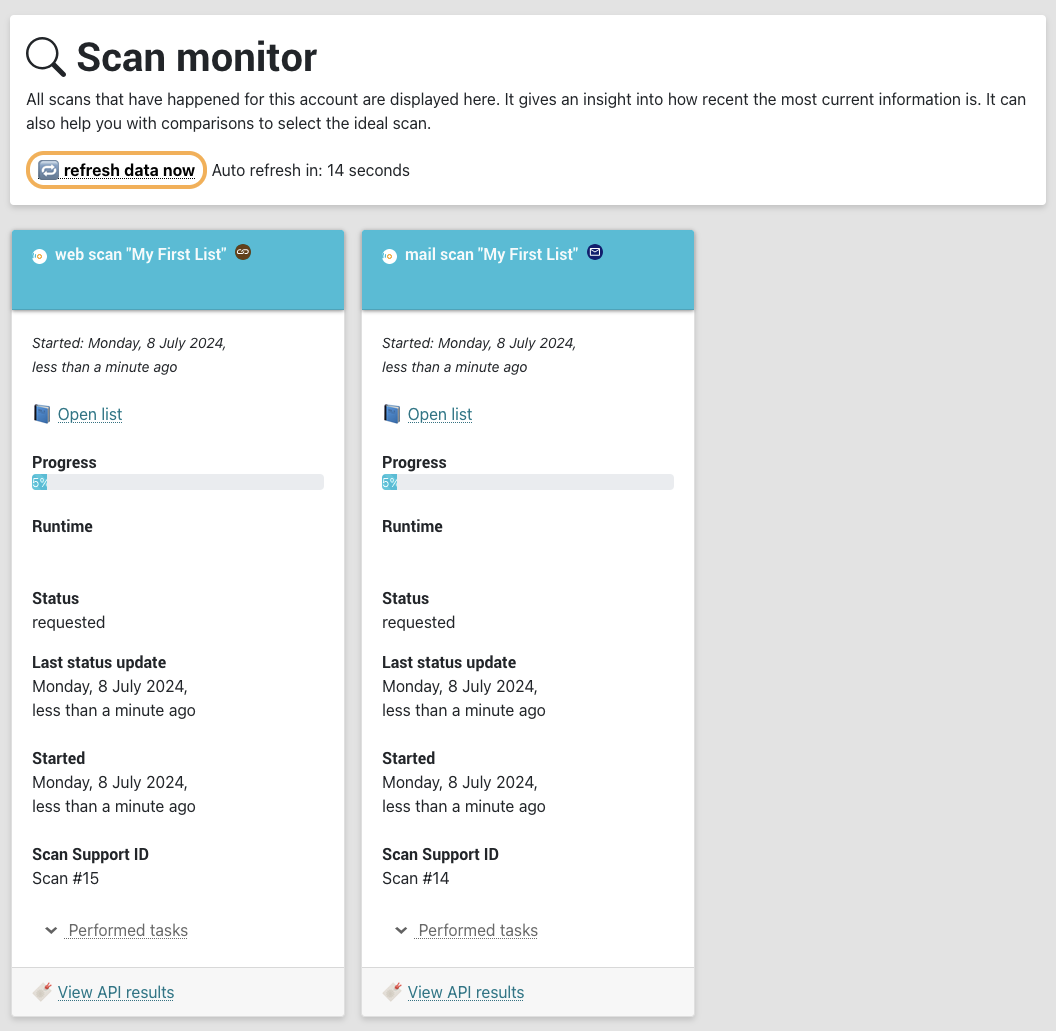 Scan monitor
All scans that have happened for this account are displayed here. It gives an insight into how recent the most current information is. It can
also help you with comparisons to select the ideal scan.
refresh data now Auto refresh in: 14 seconds
web scan "My First List"
Started: Monday, 8 July 2024,
less than a minute ago
Open list
Progress
5%
Runtime
Status
requested
Last status update
Monday, 8 July 2024,
less than a minute ago
Started
Monday, 8 July 2024,
less than a minute ago
Scan Support ID
Scan #15
Performed tasks
View API results
mail scan "My First List"
Started: Monday, 8 July 2024,
less than a minute ago
Open list
Progress
5%
Runtime
Status
requested
Last status update
Monday, 8 July 2024,
less than a minute ago
Started
Monday, 8 July 2024,
less than a minute ago
Scan Support ID
Scan #14
Performed tasks
View API results